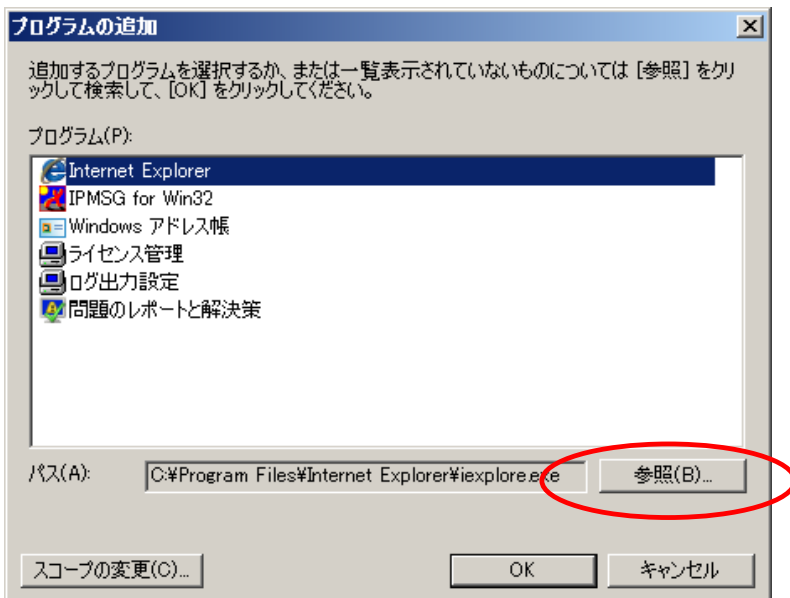 プログラムの追加
追加するプログラムを選択するか、または一覧表示されていないものについては [参照] をクリ
ックして検索して、[OK] をクリックしてください。
プログラム(P):
Internet Explorer
IPMSG for Win32
Windows アドレス帳
ライセンス管理
ログ出力設定
問題のレポートと解決策
パス(A):
C:¥Program Files¥Internet Explorer¥iexplore.exe
参照(B)...
スコープの変更(C)...
OK
キャンセル